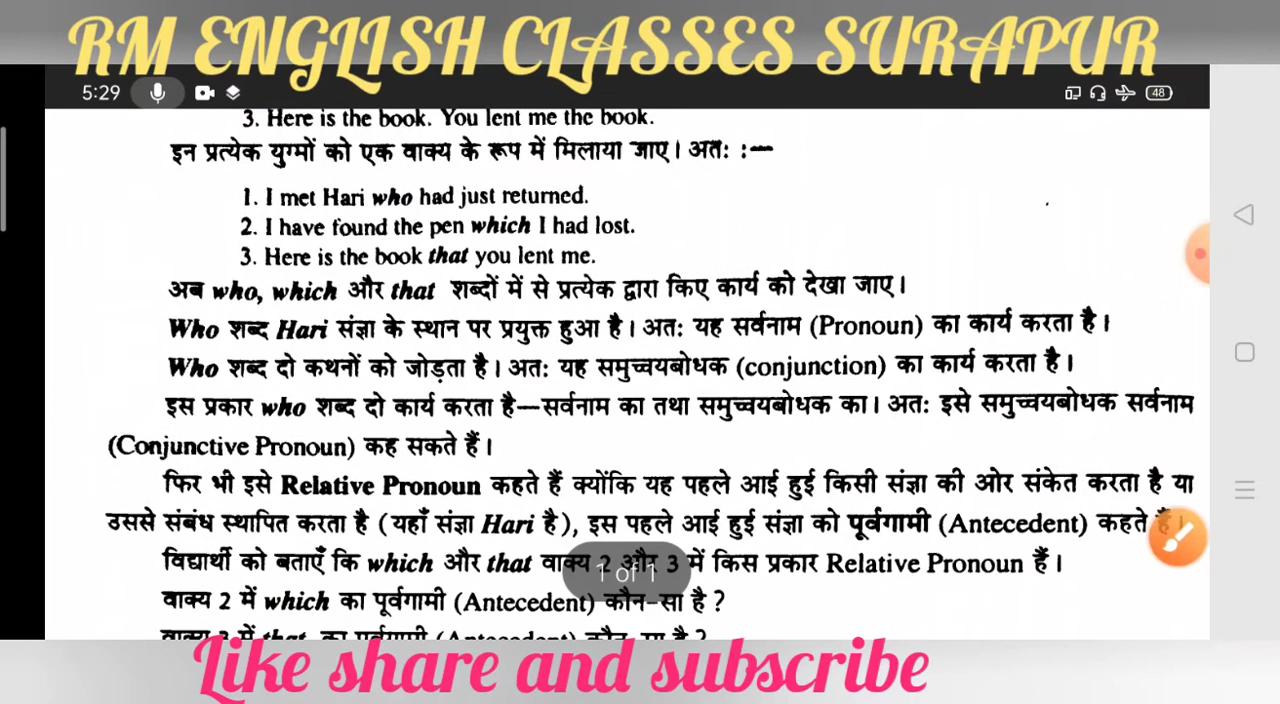 RM ENGLISH CLASSES SURAPUR
5:29 48
3. Here is the book. You lent me the book.
इन प्रत्येक युग्मों को एक वाक्य के रूप में मिलाया जाए। अतः :—
1. I met Hari who had just returned.
2. I have found the pen which I had lost.
3. Here is the book that you lent me.
अब who, which और that शब्दों में से प्रत्येक द्वारा किए कार्य को देखा जाए।
Who शब्द Hari संज्ञा के स्थान पर प्रयुक्त हुआ है। अतः यह सर्वनाम (Pronoun) का कार्य करता है।
Who शब्द दो कथनों को जोड़ता है। अतः यह समुच्चयबोधक (conjunction) का कार्य करता है।
इस प्रकार who शब्द दो कार्य करता है—सर्वनाम का तथा समुच्चयबोधक का। अतः इसे समुच्चयबोधक सर्वनाम
(Conjunctive Pronoun) कह सकते हैं।
फिर भी इसे Relative Pronoun कहते हैं क्योंकि यह पहले आई हुई किसी संज्ञा की ओर संकेत करता है या
उससे संबंध स्थापित करता है (यहाँ संज्ञा Hari है), इस पहले आई हुई संज्ञा को पूर्वगामी (Antecedent) कहते हैं।
विद्यार्थी को बताएँ कि which और that वाक्य 2 और 3 में किस प्रकार Relative Pronoun हैं।
1 of 1
वाक्य 2 में which का पूर्वगामी (Antecedent) कौन-सा है?
वाक्य 3 में that का पूर्वगामी (Antecedent) कौन-सा है?
Like share and subscribe